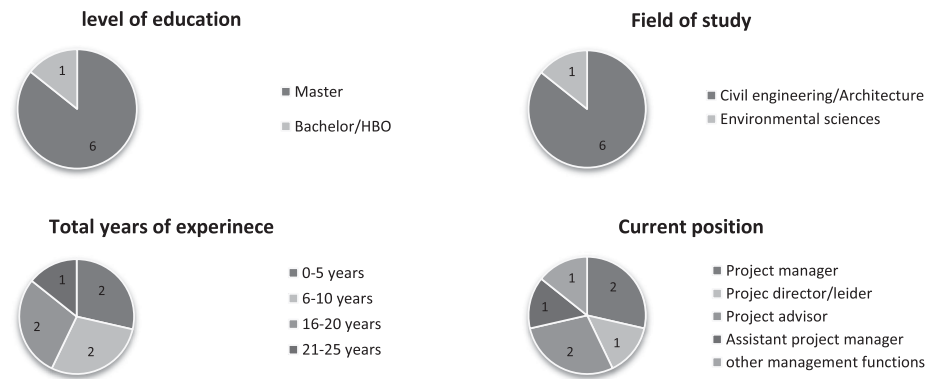 level of education
1
6
Master
Bachelor/HBO
Field of study
1
6
Civil engineering/Architecture
Environmental sciences
Total years of experinece
1
2
2
2
0-5 years
6-10 years
16-20 years
21-25 years
Current position
1
2
1
1
2
Project manager
Projec director/leider
Project advisor
Assistant project manager
other management functions